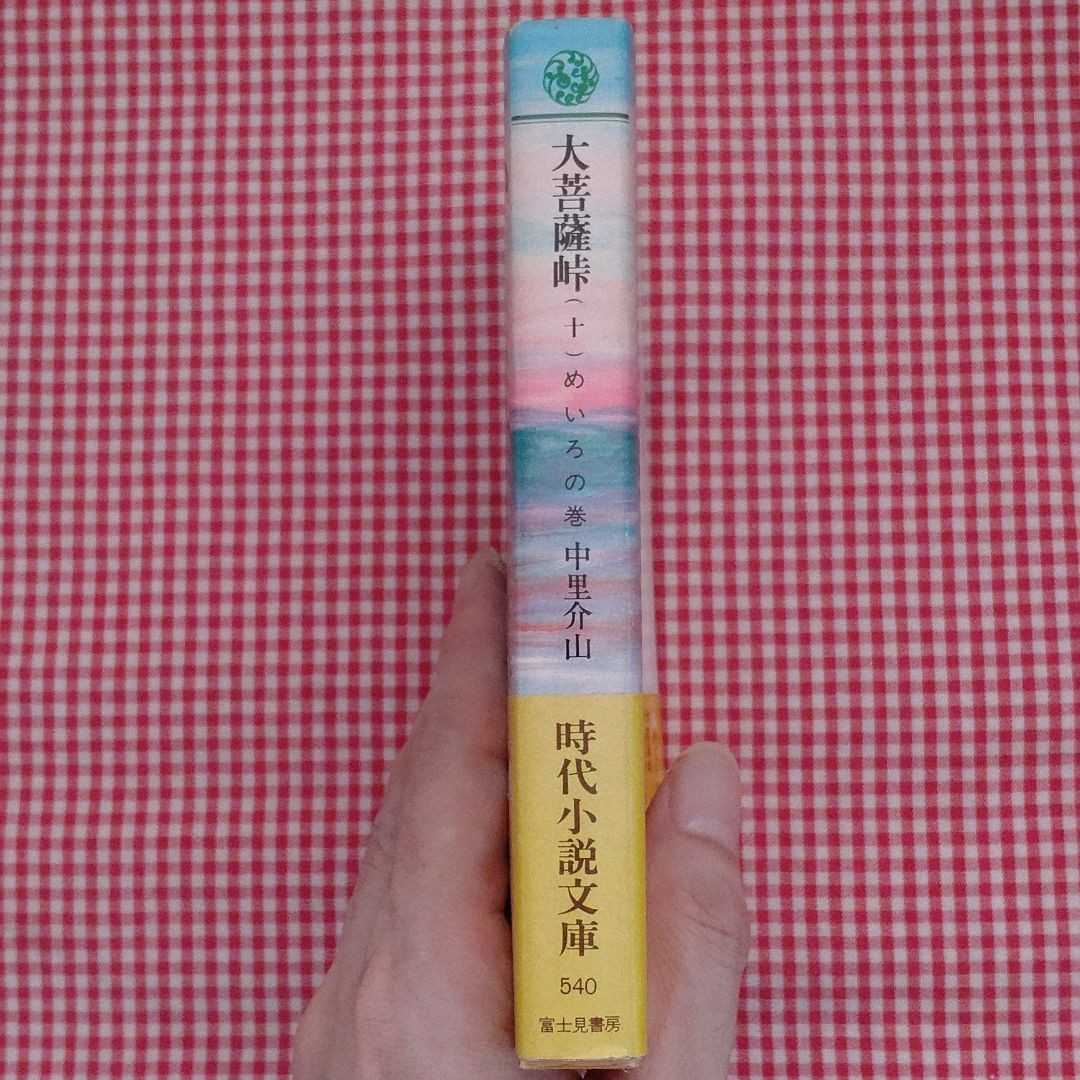 大菩薩峠(十)めいろの巻 中里介山
時代小説文庫
540
富士見書房